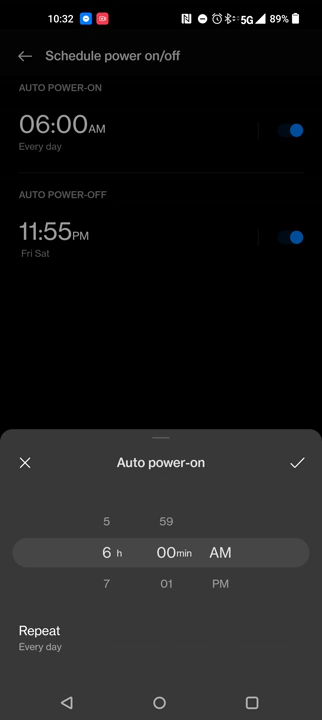 10:32 5G 89%
Schedule power on/off
AUTO POWER-ON
06:00AM
Every day
AUTO POWER-OFF
11:55PM
Fri Sat
Auto power-on
5 59
6 h 00min AM
7 01 PM
Repeat
Every day